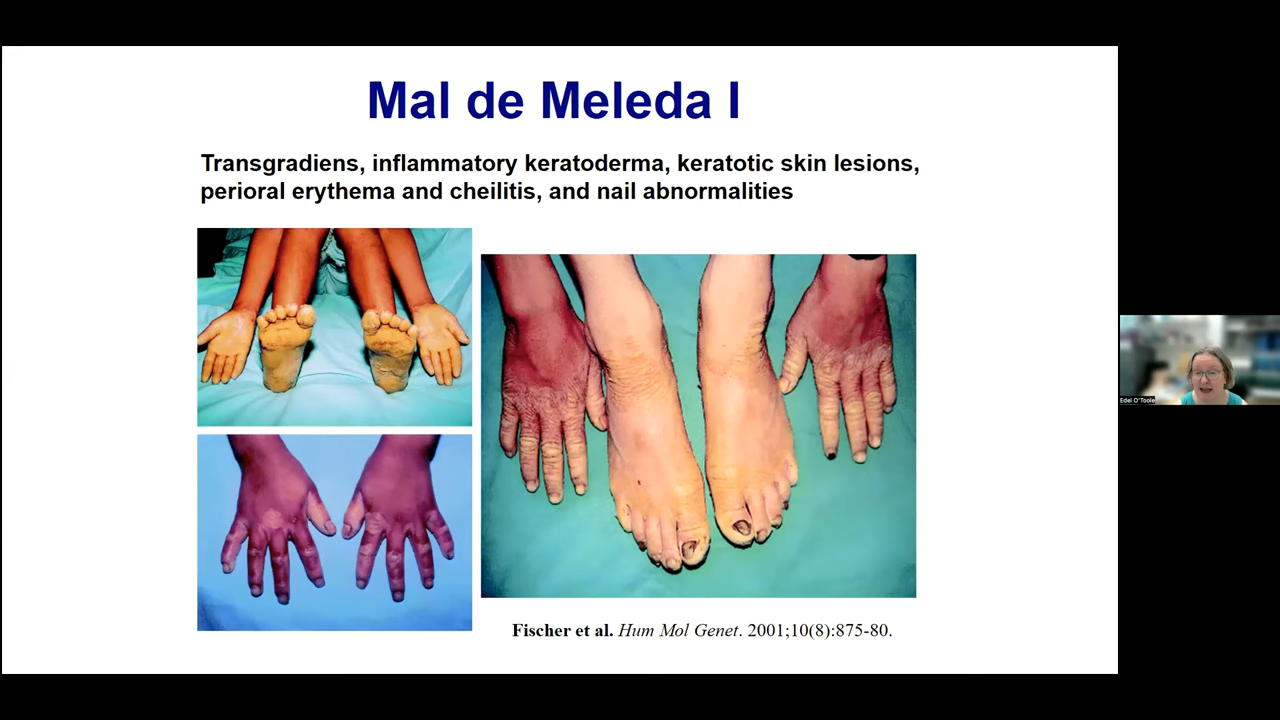 Mal de Meleda I
Transgradiens, inflammatory keratoderma, keratotic skin lesions,
perioral erythema and cheilitis, and nail abnormalities
Fischer et al. Hum Mol Genet. 2001;10(8):875-80.
Edel O'Toole